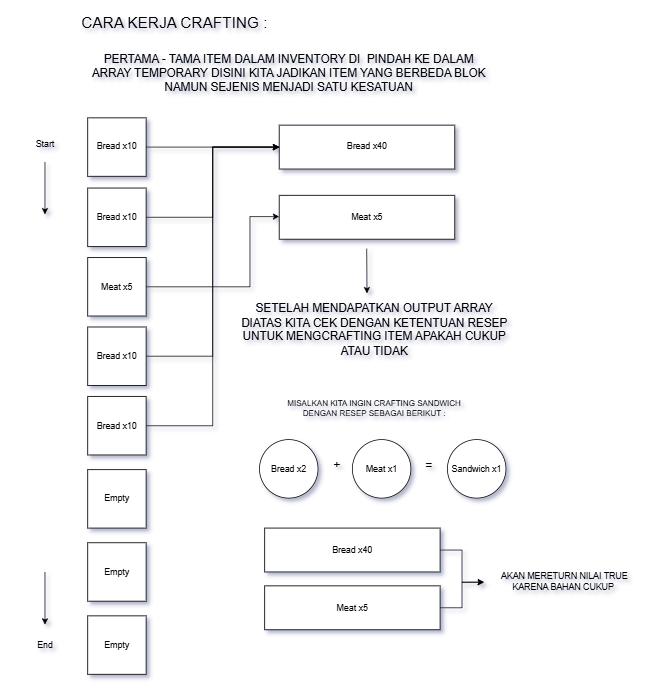 CARA KERJA CRAFTING :
PERTAMA - TAMA ITEM DALAM INVENTORY DI PINDAH KE DALAM
ARRAY TEMPORARY DISINI KITA JADIKAN ITEM YANG BERBEDA BLOK
NAMUN SEJENIS MENJADI SATU KESATUAN
Start
Bread x10
Bread x40
Bread x10
Meat x5
Meat x5
SETELAH MENDAPATKAN OUTPUT ARRAY
DIATAS KITA CEK DENGAN KETENTUAN RESEP
UNTUK MENGCRAFTING ITEM APAKAH CUKUP
ATAU TIDAK
Bread x10
Bread x10
MISALKAN KITA INGIN CRAFTING SANDWICH
DENGAN RESEP SEBAGAI BERIKUT :
Bread x2 + Meat x1 = Sandwich x1
Empty
Bread x40
Empty
AKAN MERETURN NILAI TRUE
KARENA BAHAN CUKUP
Meat x5
End
Empty